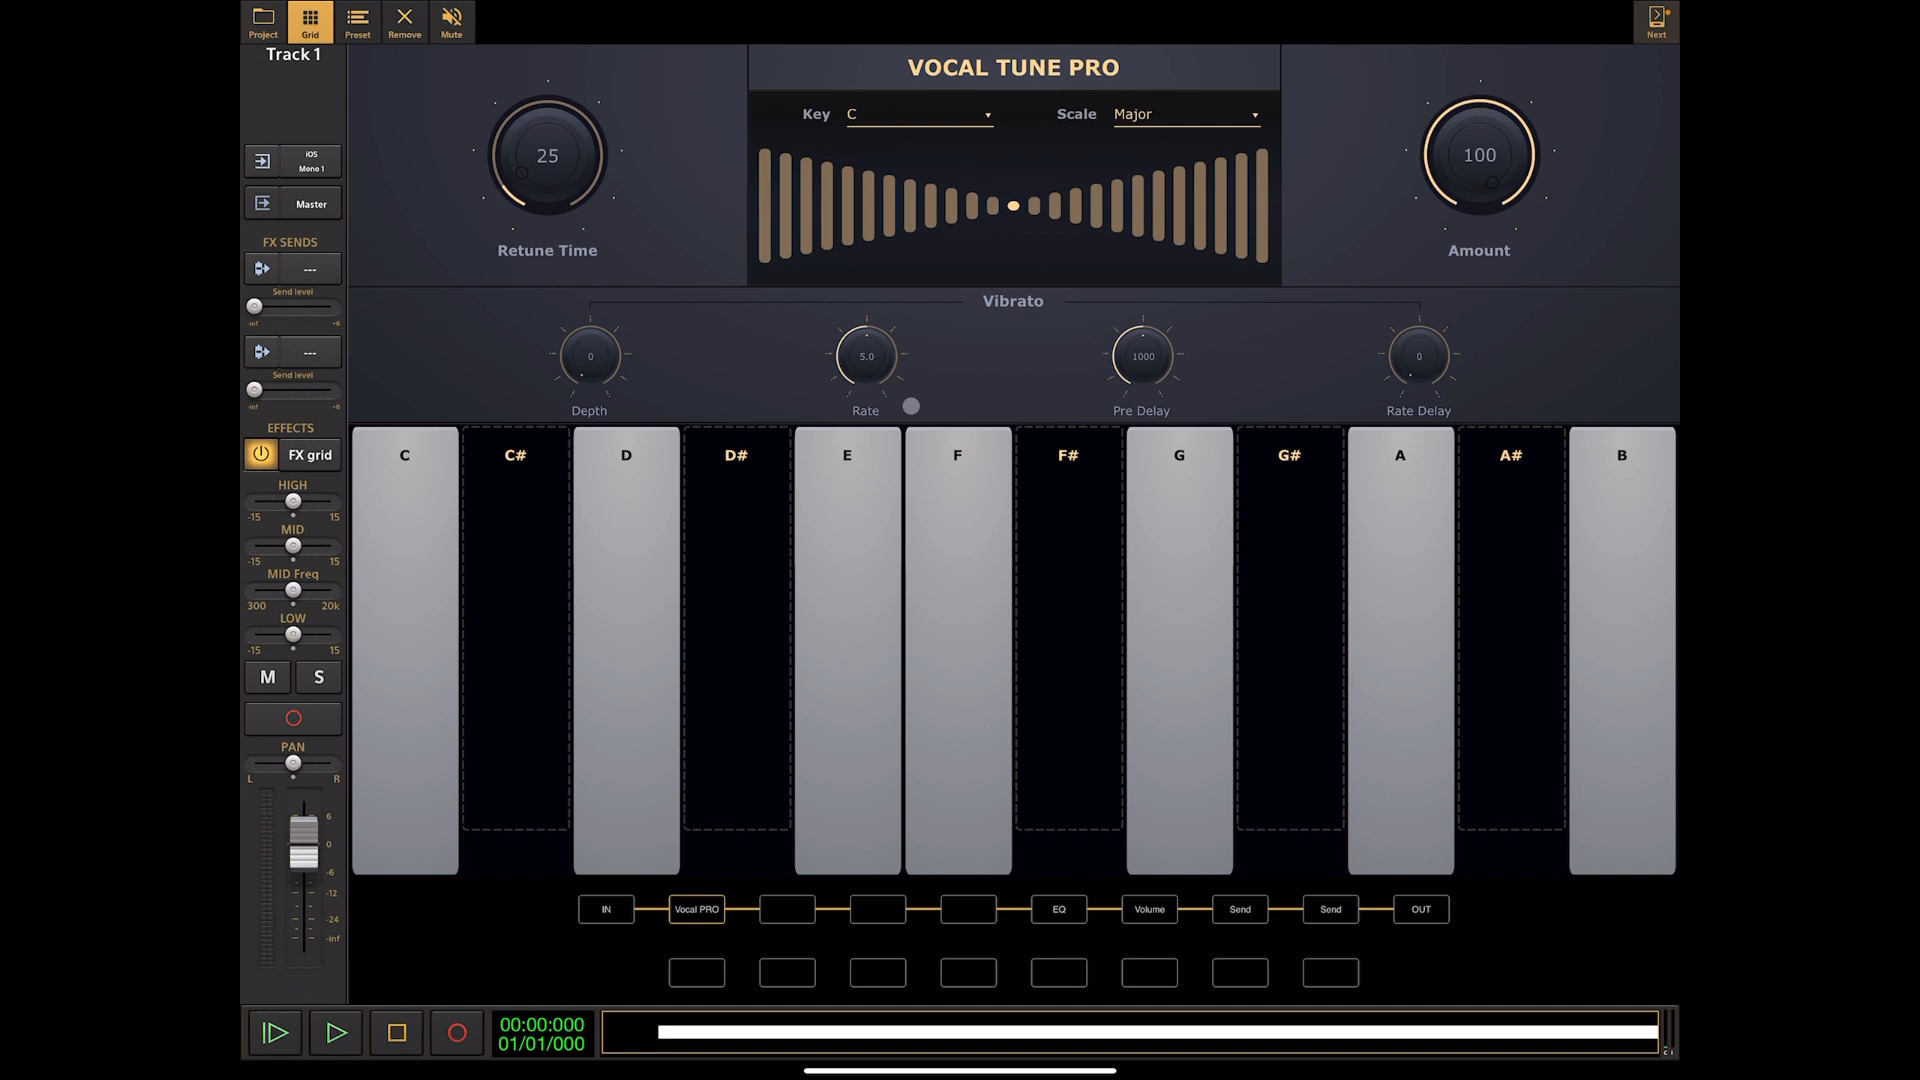 Project
Grid
Preset
Remove
Mute
Next
Track 1
VOCAL TUNE PRO
Key
C
Scale
Major
25
Retune Time
100
Amount
iOS
Mono 1
Master
FX SENDS
---
Send level
-inf
+6
---
Send level
-inf
+6
Vibrato
0
Depth
5.0
Rate
1000
Pre Delay
0
Rate Delay
EFFECTS
FX grid
HIGH
-15
15
MID
-15
15
MID Freq
300
20k
LOW
-15
15
M
S
PAN
L
R
6
0
-6
-12
-24
-inf
C
C#
D
D#
E
F
F#
G
G#
A
A#
B
IN
Vocal PRO
EQ
Volume
Send
Send
OUT
00:00:000
01/01/000